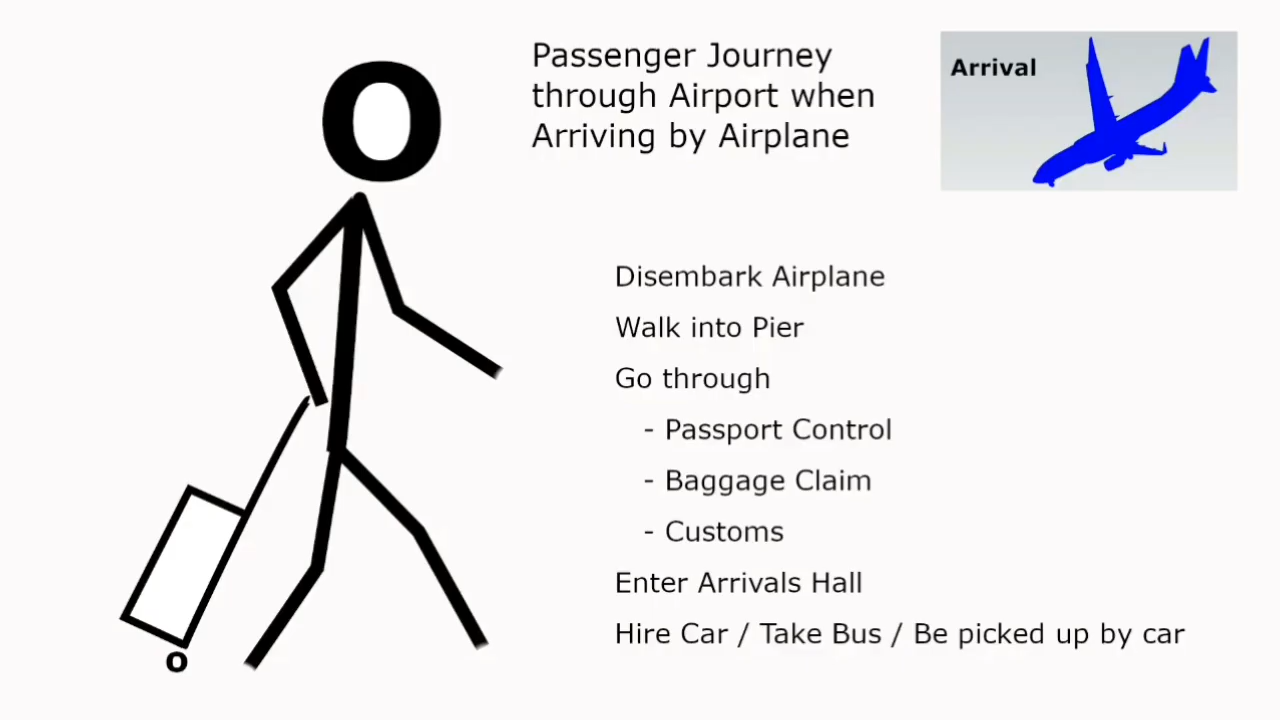 Passenger Journey
through Airport when
Arriving by Airplane
Arrival
Disembark Airplane
Walk into Pier
Go through
- Passport Control
- Baggage Claim
- Customs
Enter Arrivals Hall
Hire Car / Take Bus / Be picked up by car